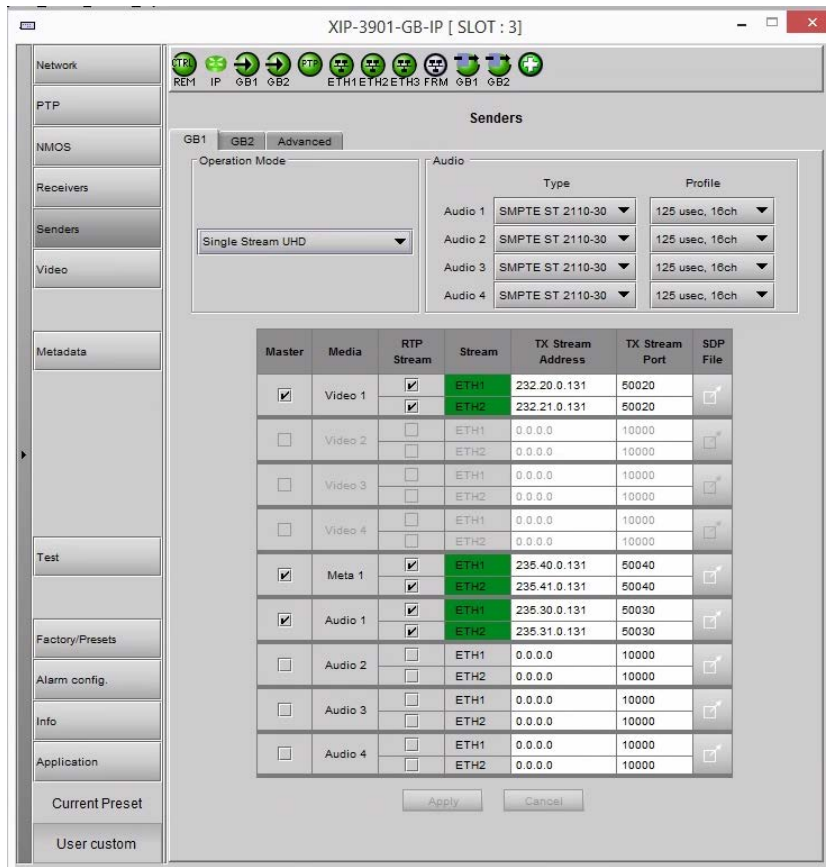 XIP-3901-GB-IP [ SLOT : 3]
CTRL PTP
REM IP GB1 GB2 ETH1 ETH2 ETH3 FRM GB1 GB2
Network
PTP
NMOS
Receivers
Senders
Video
Metadata
Test
Factory/Presets
Alarm config.
Info
Application
Current Preset
User custom
Senders
GB1 GB2 Advanced
Operation Mode
Single Stream UHD
Audio
Type Profile
Audio 1 SMPTE ST 2110-30 125 usec, 16ch
Audio 2 SMPTE ST 2110-30 125 usec, 16ch
Audio 3 SMPTE ST 2110-30 125 usec, 16ch
Audio 4 SMPTE ST 2110-30 125 usec, 16ch
Master Media RTP Stream Stream TX Stream Address TX Stream Port SDP File
Video 1 ETH1 232.20.0.131 50020
ETH2 232.21.0.131 50020
Video 2 ETH1 0.0.0.0 10000
ETH2 0.0.0.0 10000
Video 3 ETH1 0.0.0.0 10000
ETH2 0.0.0.0 10000
Video 4 ETH1 0.0.0.0 10000
ETH2 0.0.0.0 10000
Meta 1 ETH1 235.40.0.131 50040
ETH2 235.41.0.131 50040
Audio 1 ETH1 235.30.0.131 50030
ETH2 235.31.0.131 50030
Audio 2 ETH1 0.0.0.0 10000
ETH2 0.0.0.0 10000
Audio 3 ETH1 0.0.0.0 10000
ETH2 0.0.0.0 10000
Audio 4 ETH1 0.0.0.0 10000
ETH2 0.0.0.0 10000
Apply Cancel